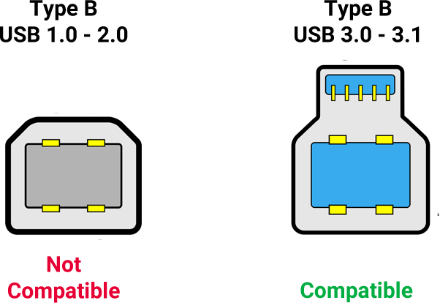 Type B
USB 1.0 - 2.0
Type B
USB 3.0 - 3.1
Not
Compatible
Compatible